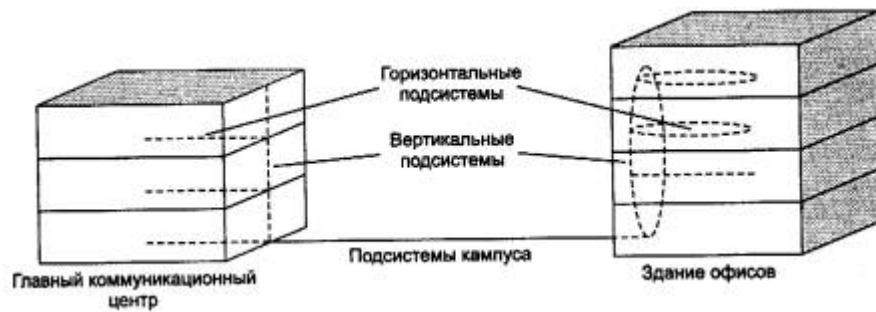 Горизонтальные
подсистемы
Вертикальные
подсистемы
Подсистемы кампуса
Главный коммуникационный
центр
Здание офисов